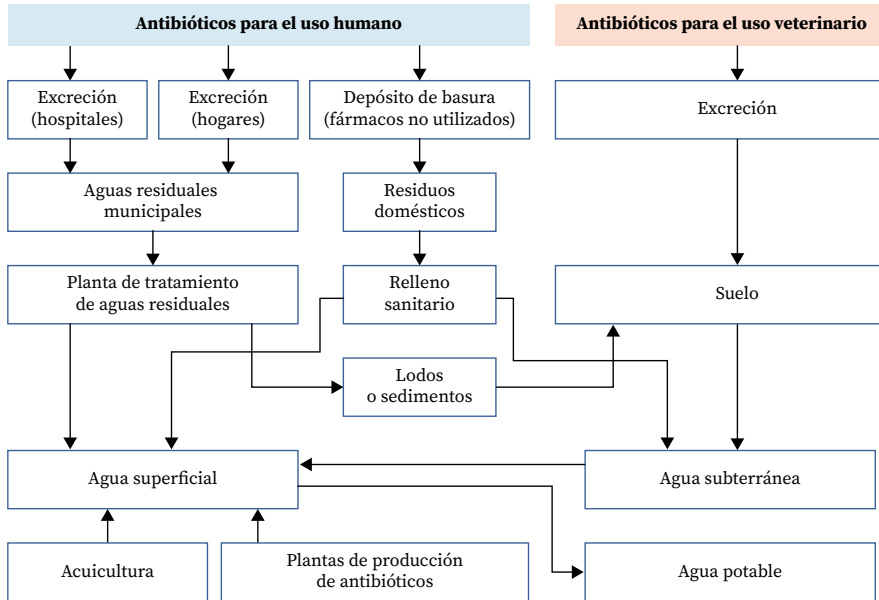 Antibióticos para el uso humano
Antibióticos para el uso veterinario
Excreción
(hospitales)
Excreción
(hogares)
Depósito de basura
(fármacos no utilizados)
Excreción
Aguas residuales
municipales
Residuos
domésticos
Planta de tratamiento
de aguas residuales
Relleno
sanitario
Suelo
Lodos
o sedimentos
Agua superficial
Agua subterránea
Acuicultura
Plantas de producción
de antibióticos
Agua potable